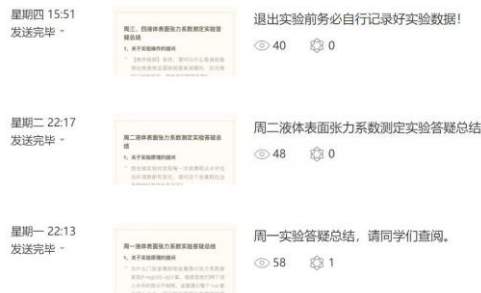 星期四 15:51
发送完毕
周三、四液体表面张力系数测定实验答
疑总结
1、关于实验操作的提问
退出实验前务必自行记录好实验数据！
40 0
星期二 22:17
发送完毕
周二液体表面张力系数测定实验答疑总
结
1、关于实验原理的提问
周二液体表面张力系数测定实验答疑总结
48 0
星期一 22:13
发送完毕
周一液体表面张力系数实验答疑总结
1、关于实验原理的提问
周一实验答疑总结，请同学们查阅。
58 1